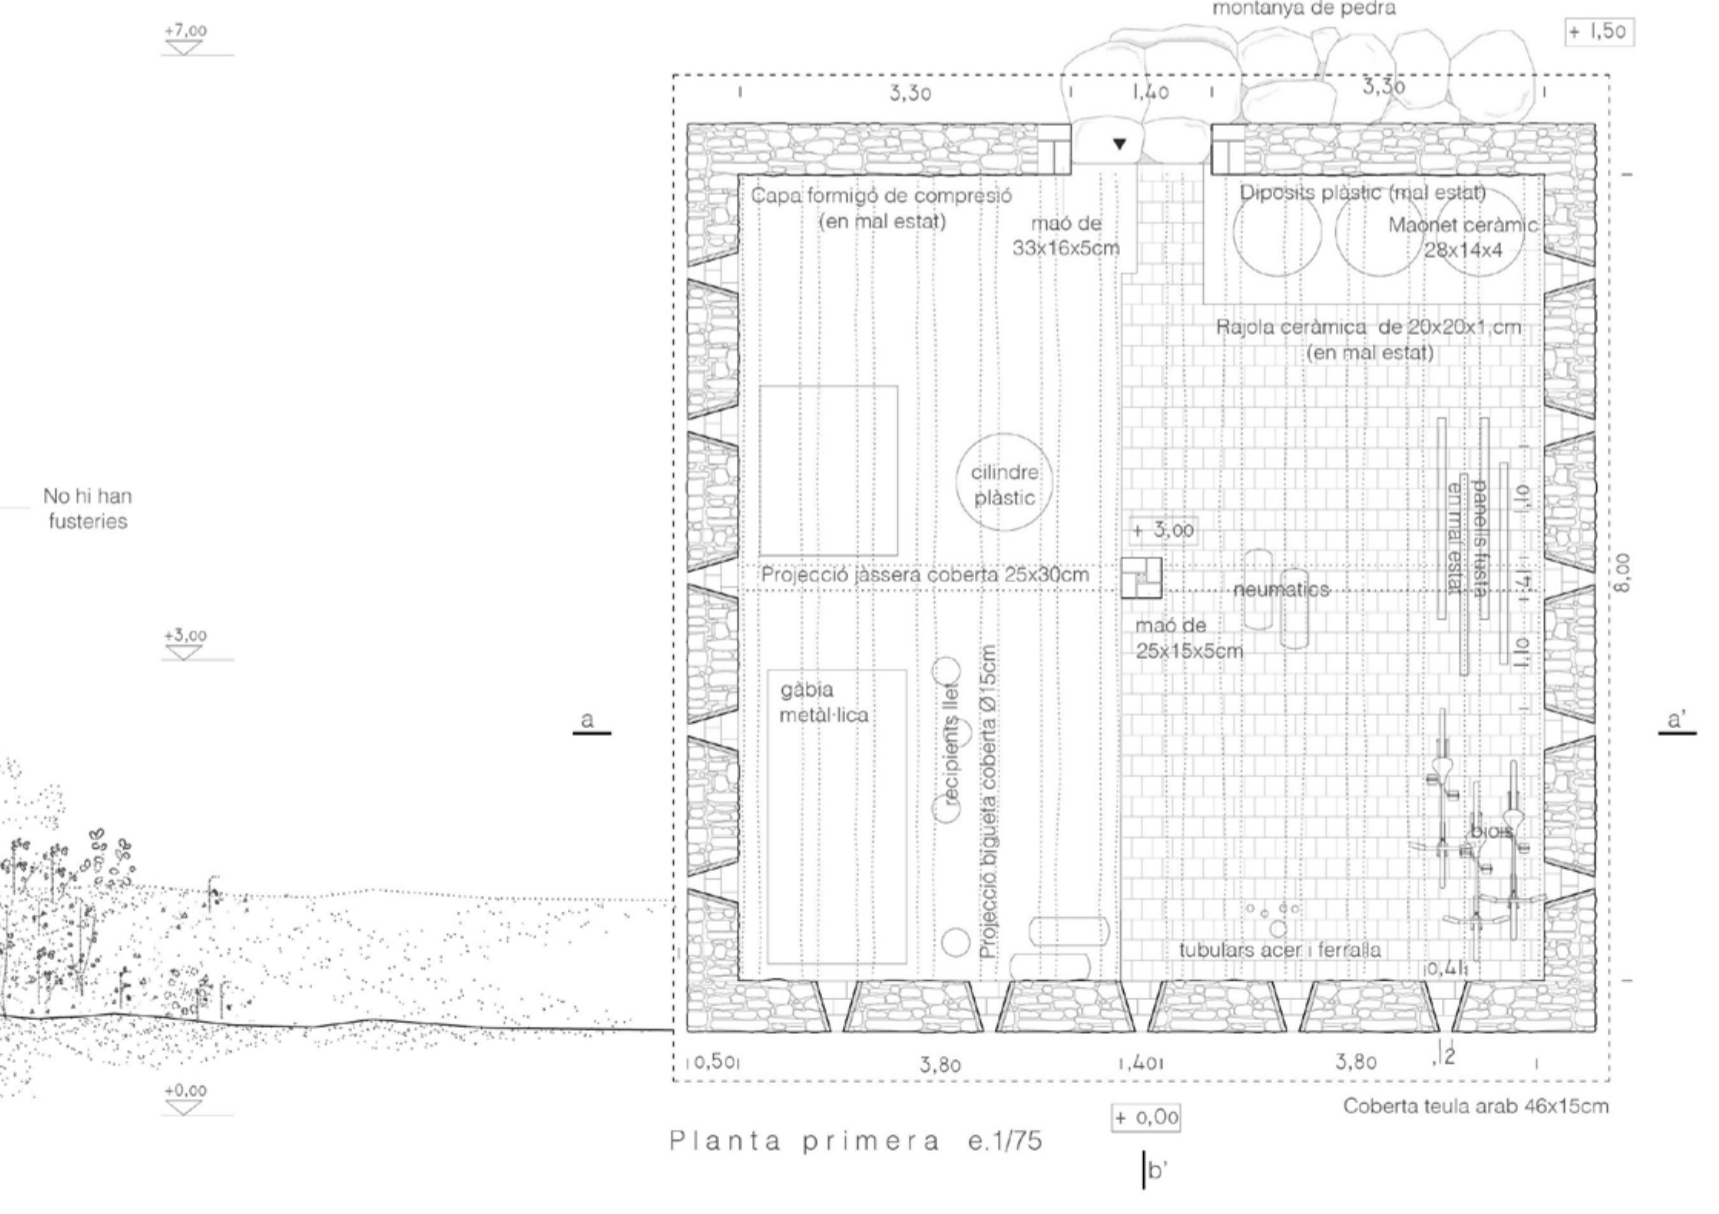 montanya de pedra
+7,00
+ 1,50
3,30
1,40
3,30
Capa formigó de compresió
(en mal estat)
maó de
33x16x5cm
Diposits plàstic (mal estat)
Maonet ceràmic
28x14x4
Rajola ceràmica de 20x20x1,cm
(en mal estat)
cilindre
plàstic
No hi han
fusteries
panells fusta
en mal estat
1,10
,14
1,10
8,00
+ 3,00
Projecció jàssera coberta 25x30cm
neumatics
maó de
25x15x5cm
+3,00
gàbia
metàl·lica
recipients llet
Projecció bigueta coberta Ø15cm
a
a'
bicis
tubulars acer i ferralla
0,41
0,50
3,80
,40
3,80
,12
+0,00
+ 0,00
Coberta teula arab 46x15cm
Planta primera e.1/75
b'